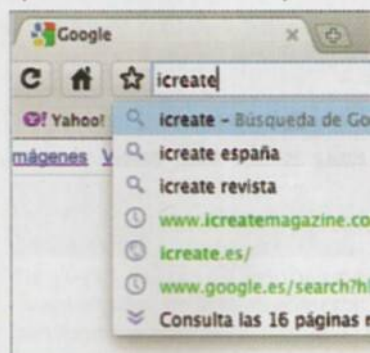 Google
icreate
Yahoo!
icreate – Búsqueda de Go
mágenes V
icreate españa
icreate revista
www.icreatemagazine.co
icreate.es/
www.google.es/search?h
Consulta las 16 páginas